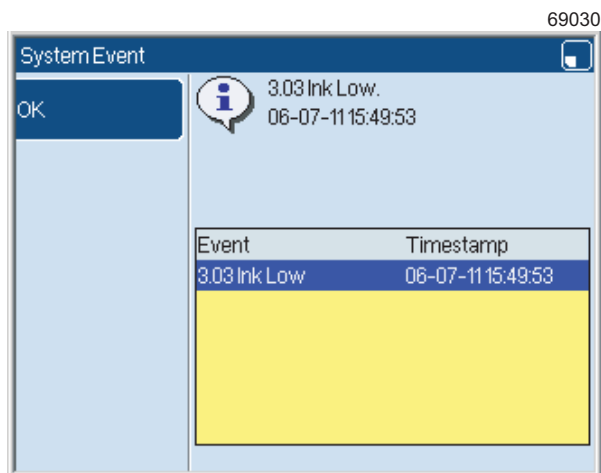 69030
System Event
OK
3.03 Ink Low.
06-07-11 15:49:53
Event Timestamp
3.03 Ink Low 06-07-11 15:49:53